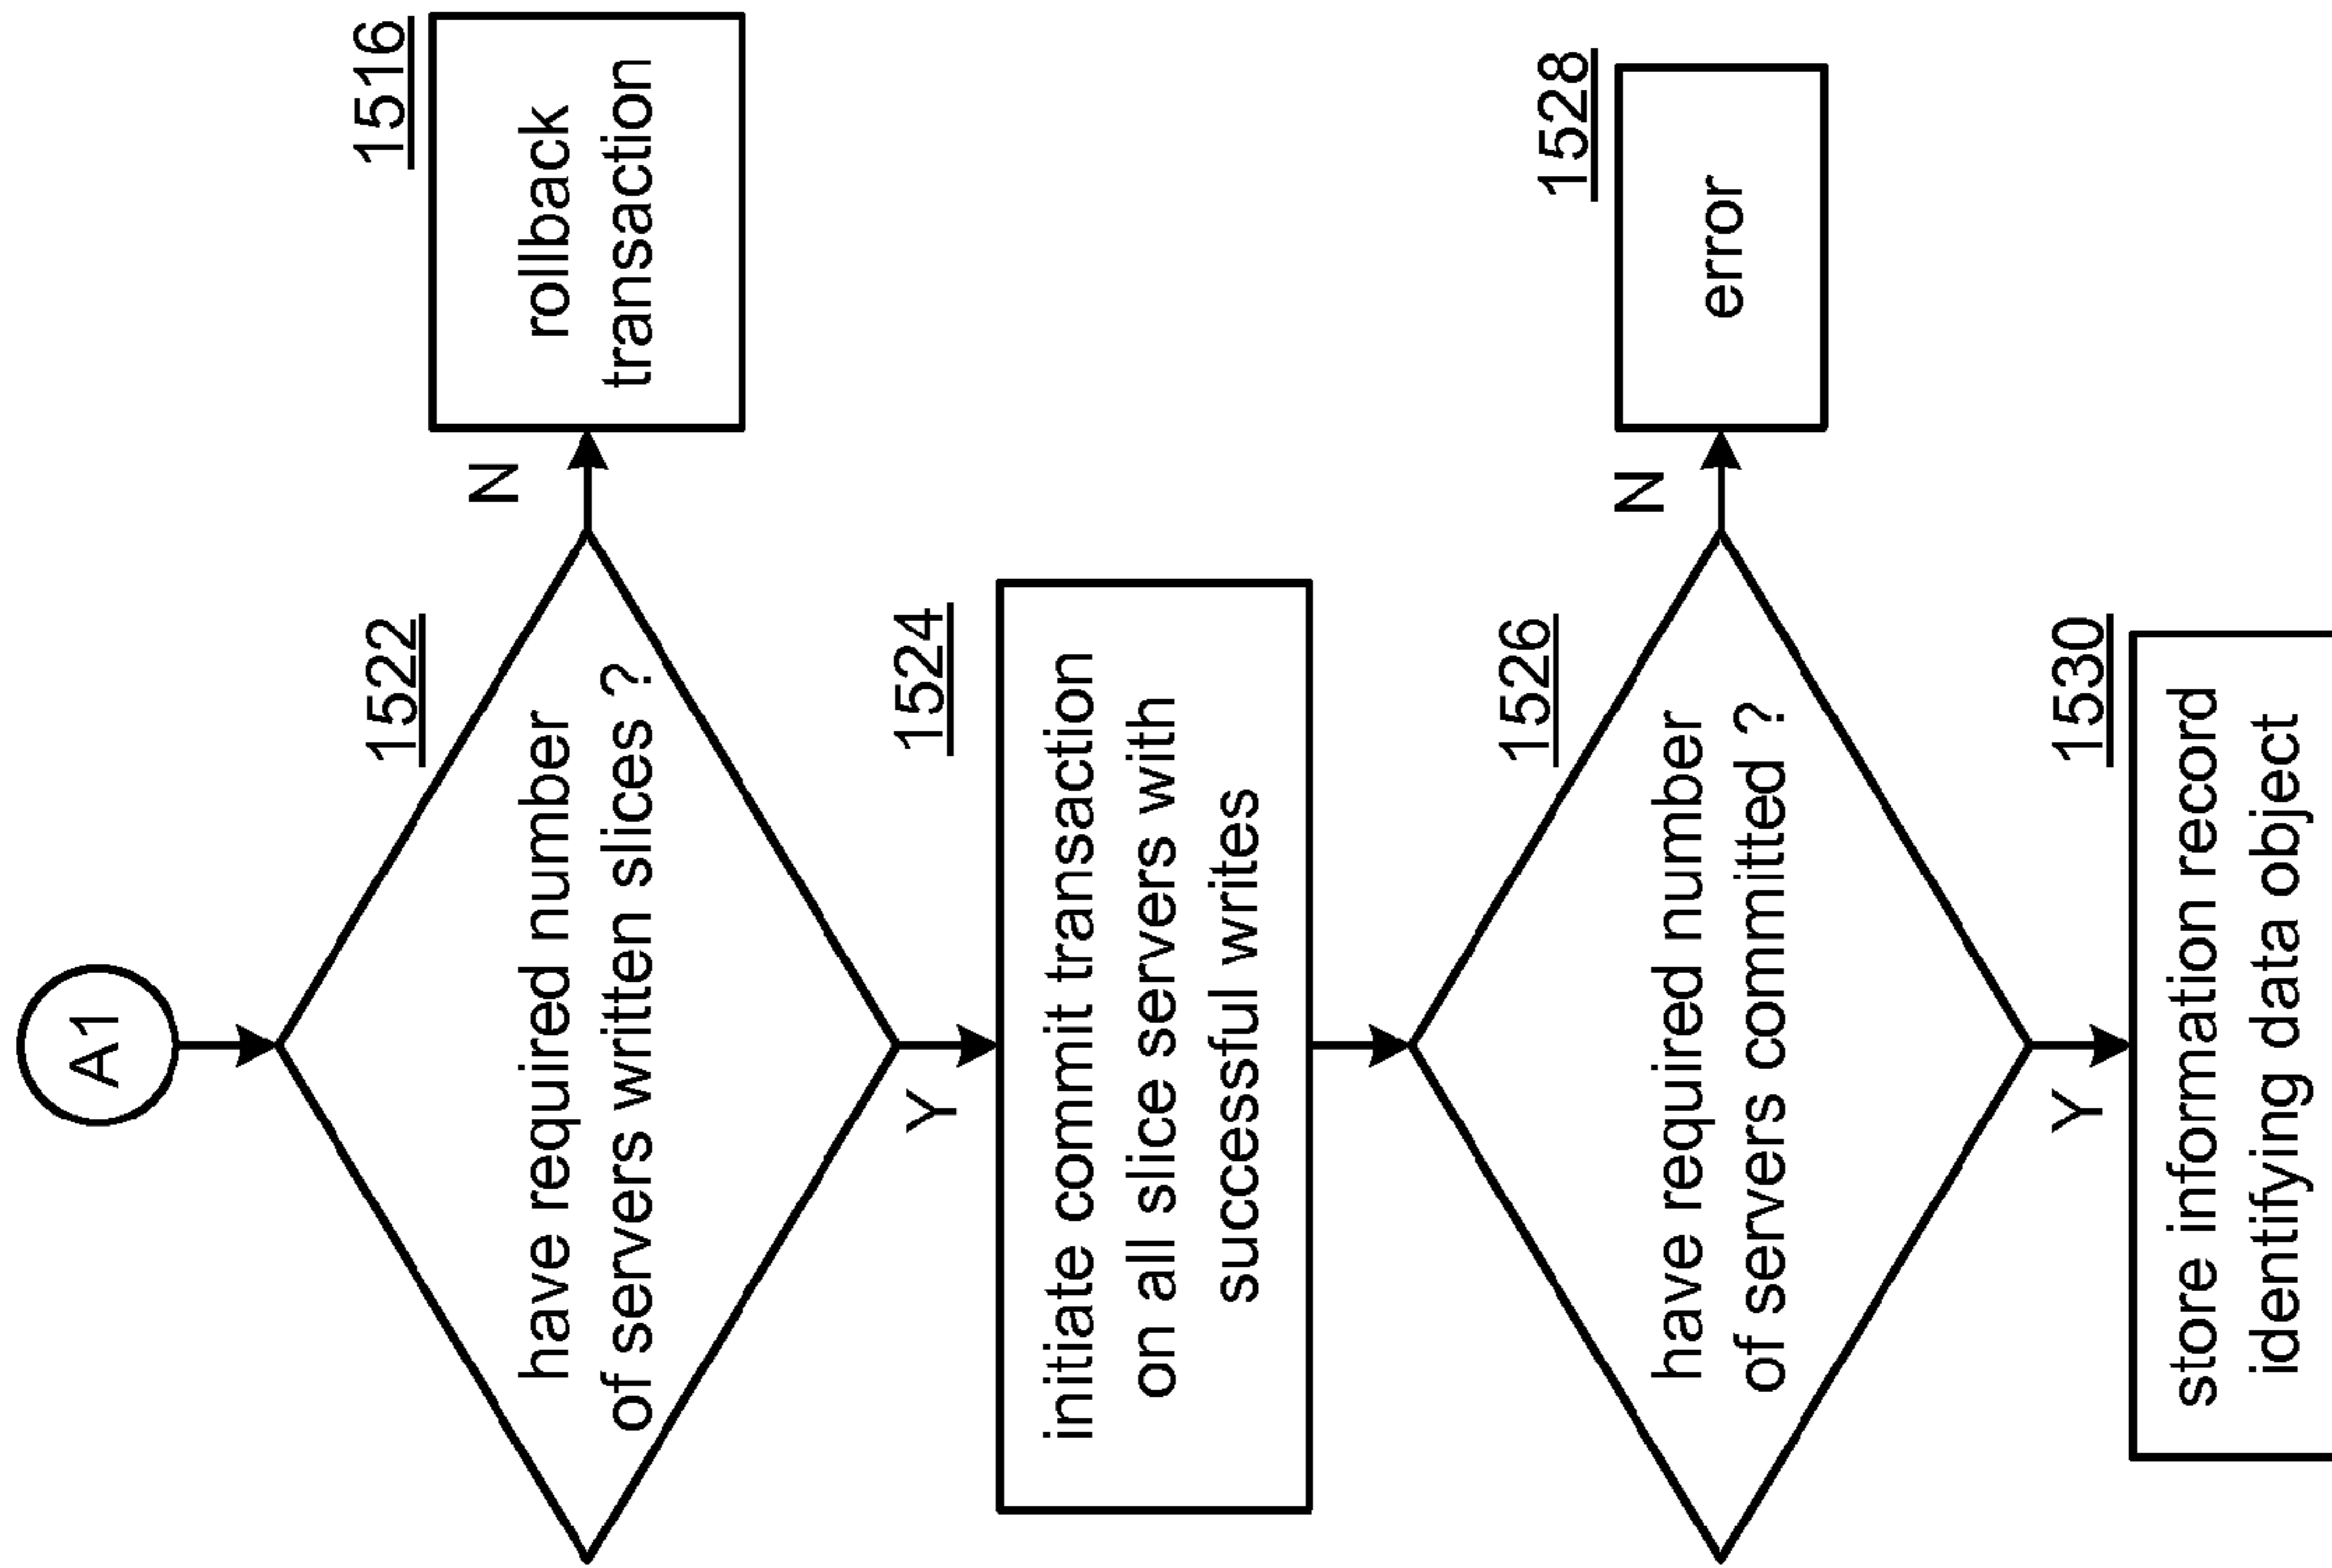 A1
1522
have required number
of servers written slices ?
N
1516
rollback
transaction
Y
1524
initiate commit transaction
on all slice servers with
successful writes
1526
have required number
of servers committed ?
N
1528
error
Y
1530
store information record
identifying data object